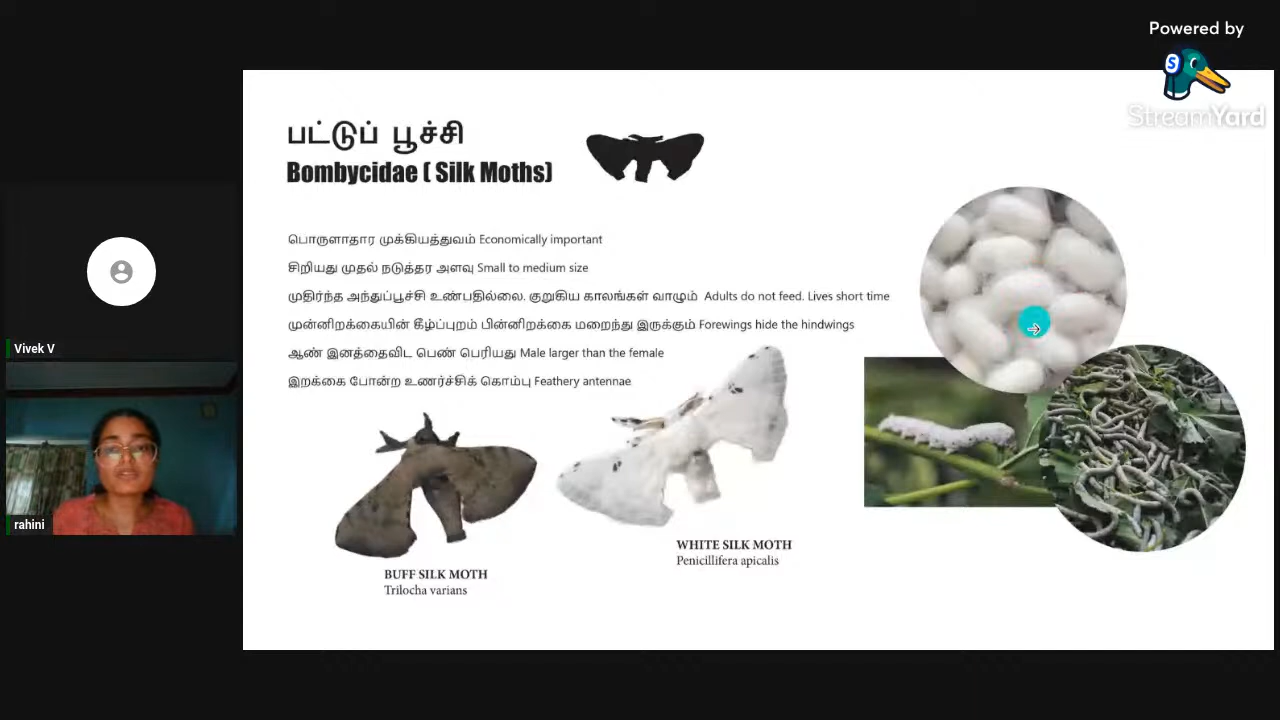 Powered by
StreamYard
பட்டுப் பூச்சி
Bombycidae ( Silk Moths)
பொருளாதார முக்கியத்துவம் Economically important
சிறியது முதல் நடுத்தர அளவு Small to medium size
முதிர்ந்த அந்துப்பூச்சி உண்பதில்லை. குறுகிய காலங்கள் வாழும் Adults do not feed. Lives short time
முன்னிறக்கையின் கீழ்ப்புறம் பின்னிறக்கை மறைந்து இருக்கும் Forewings hide the hindwings
ஆண் இனத்தைவிட பெண் பெரியது Male larger than the female
இறக்கை போன்ற உணர்ச்சிக் கொம்பு Feathery antennae
BUFF SILK MOTH
Trilocha varians
WHITE SILK MOTH
Penicillifera apicalis
Vivek V
rahini